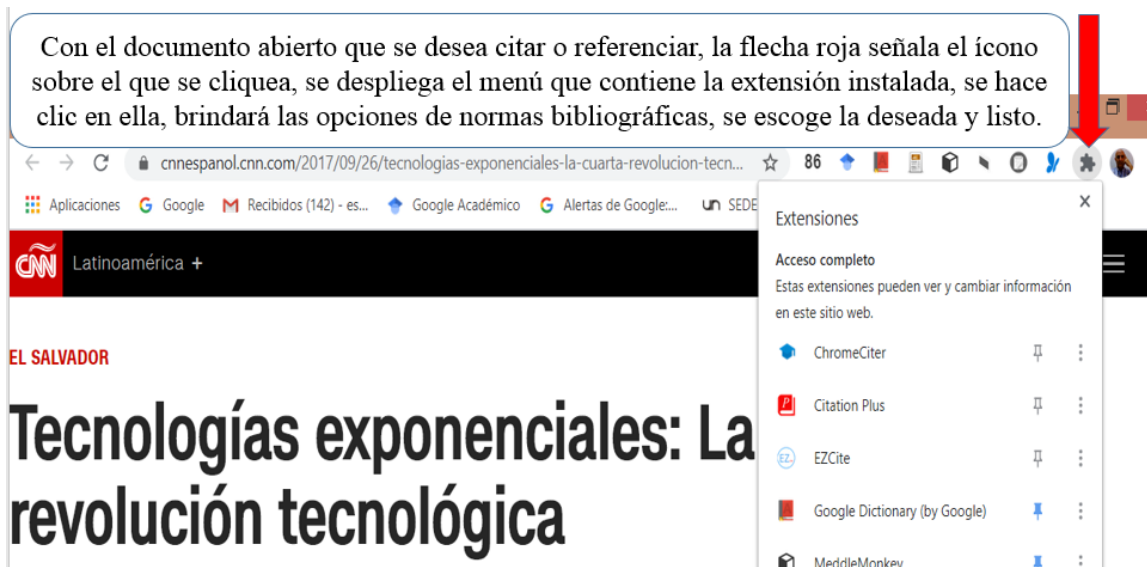 Con el documento abierto que se desea citar o referenciar, la flecha roja señala el ícono
sobre el que se cliquea, se despliega el menú que contiene la extensión instalada, se hace
clic en ella, brindará las opciones de normas bibliográficas, se escoge la deseada y listo.
cnnespanol.cnn.com/2017/09/26/tecnologias-exponenciales-la-cuarta-revolucion-tecn... 86
Aplicaciones G Google M Recibidos (142) - es... Google Académico G Alertas de Google:... un SEDE
CNN Latinoamérica +
EL SALVADOR
Tecnologías exponenciales: La
revolución tecnológica
Extensiones
Acceso completo
Estas extensiones pueden ver y cambiar información
en este sitio web.
ChromeCiter
P Citation Plus
EZ. EZCite
Google Dictionary (by Google)
MeddleMonkey